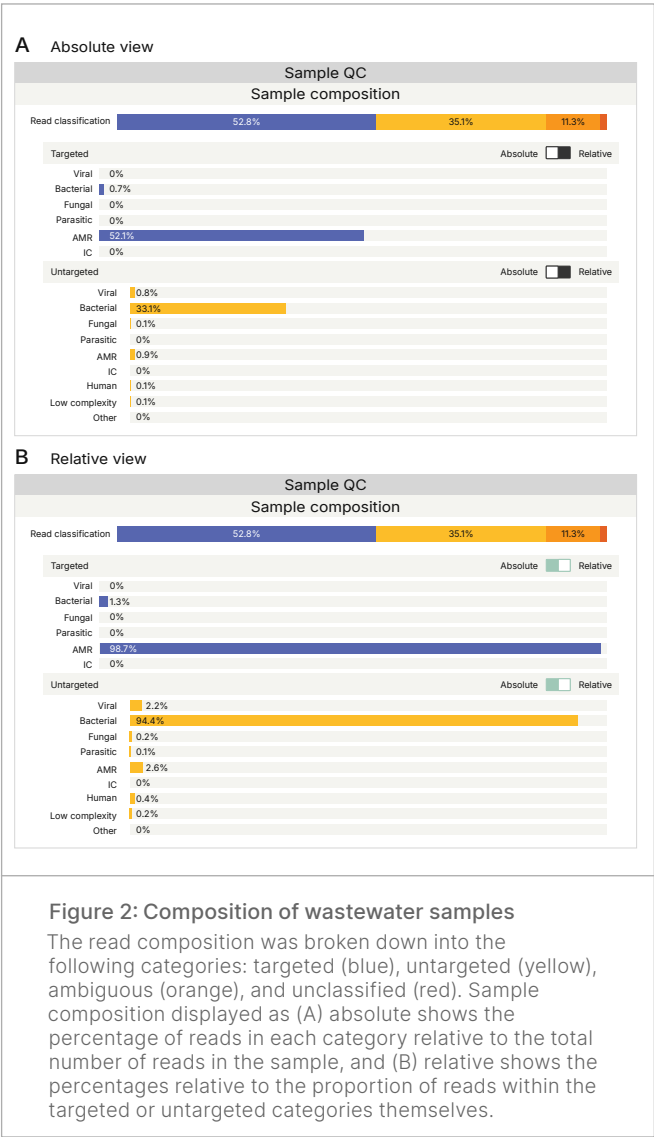 A Absolute view
Sample QC
Sample composition
Read classification 52.8% 35.1% 11.3%
Targeted Absolute Relative
Viral 0%
Bacterial 0.7%
Fungal 0%
Parasitic 0%
AMR 52.1%
IC 0%
Untargeted Absolute Relative
Viral 0.8%
Bacterial 33.1%
Fungal 0.1%
Parasitic 0%
AMR 0.9%
IC 0%
Human 0.1%
Low complexity 0.1%
Other 0%
B Relative view
Sample QC
Sample composition
Read classification 52.8% 35.1% 11.3%
Targeted Absolute Relative
Viral 0%
Bacterial 1.3%
Fungal 0%
Parasitic 0%
AMR 98.7%
IC 0%
Untargeted Absolute Relative
Viral 2.2%
Bacterial 94.4%
Fungal 0.2%
Parasitic 0.1%
AMR 2.6%
IC 0%
Human 0.4%
Low complexity 0.2%
Other 0%
Figure 2: Composition of wastewater samples
The read composition was broken down into the
following categories: targeted (blue), untargeted (yellow),
ambiguous (orange), and unclassified (red). Sample
composition displayed as (A) absolute shows the
percentage of reads in each category relative to the total
number of reads in the sample, and (B) relative shows the
percentages relative to the proportion of reads within the
targeted or untargeted categories themselves.